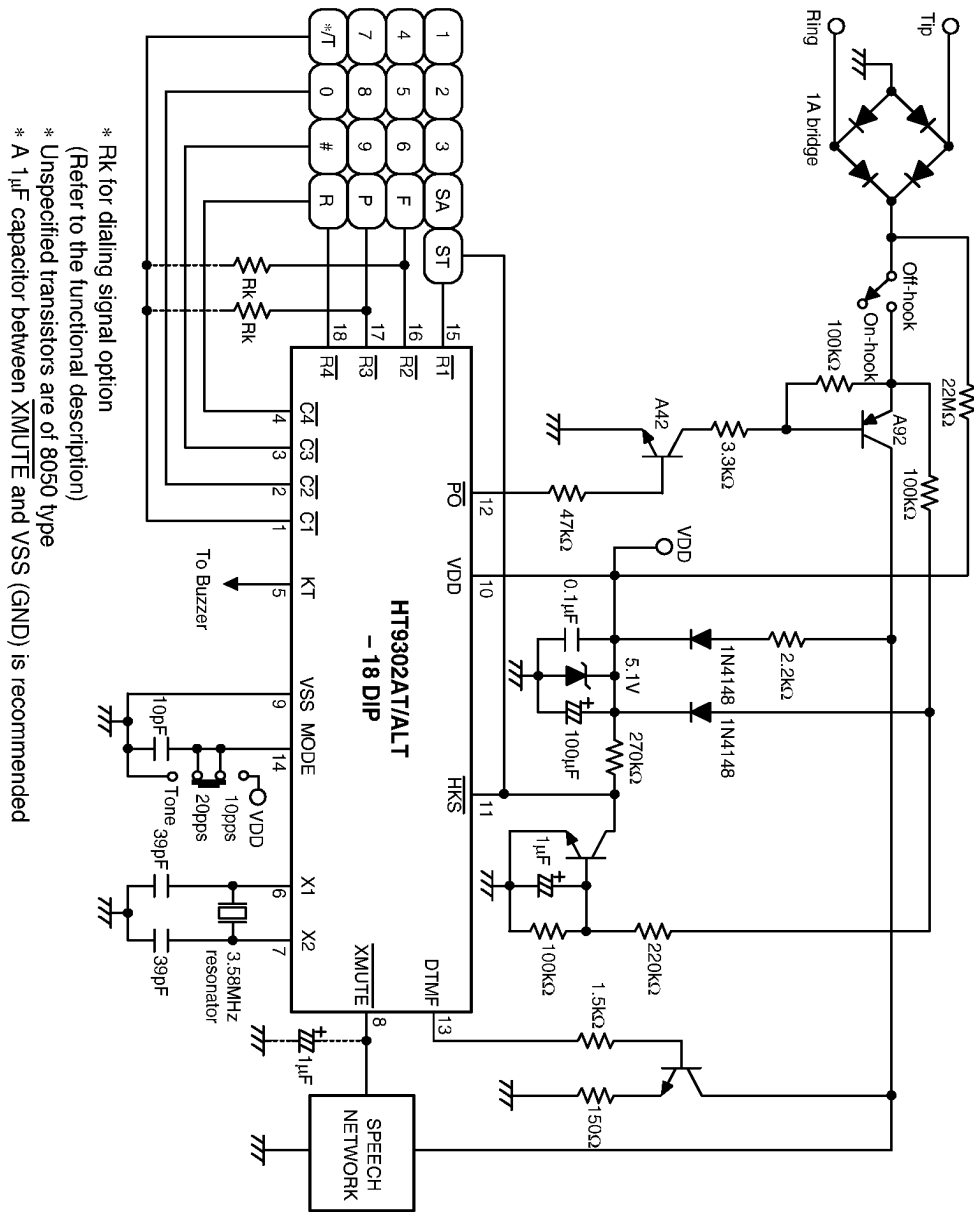 Tip
Ring
1A bridge
Off-hook
On-hook
22MΩ
100kΩ
A92
100kΩ
A42
3.3kΩ
47kΩ
VDD
2.2kΩ
1N4148
1N4148
0.1μF
5.1V
100μF
+
270kΩ
1μF
+
100kΩ
220kΩ
1.5kΩ
150Ω
1
2
3
SA
ST
4
5
6
F
7
8
9
P
*/T
0
#
R
Rk
Rk
15
16
17
18
12
10
11
13
R1
R2
R3
R4
PO
VDD
HKS
DTMF
HT9302AT/ALT
– 18 DIP
C4
C3
C2
C1
KT
VSS
MODE
X1
X2
XMUTE
4
3
2
1
5
9
14
6
7
8
To Buzzer
10pF
VDD
10pps
20pps
Tone
39pF
39pF
3.58MHz
resonator
1μF
+
SPEECH
NETWORK
* Rk for dialing signal option
(Refer to the functional description)
* Unspecified transistors are of 8050 type
* A 1μF capacitor between XMUTE and VSS (GND) is recommended